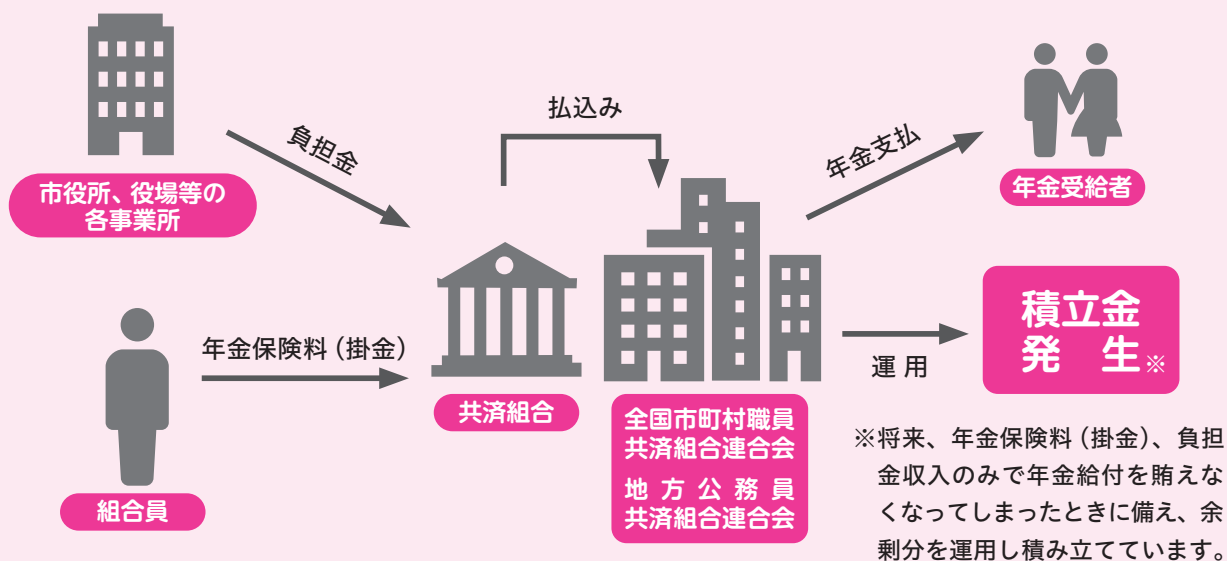 市役所、役場等の
各事業所
負担金
払込み
年金支払
年金受給者
組合員
年金保険料（掛金）
共済組合
全国市町村職員
共済組合連合会
地方公務員
共済組合連合会
運用
積立金
発生※
※将来、年金保険料（掛金）、負担
金収入のみで年金給付を賄えな
くなってしまったときに備え、余
剰分を運用し積み立てています。